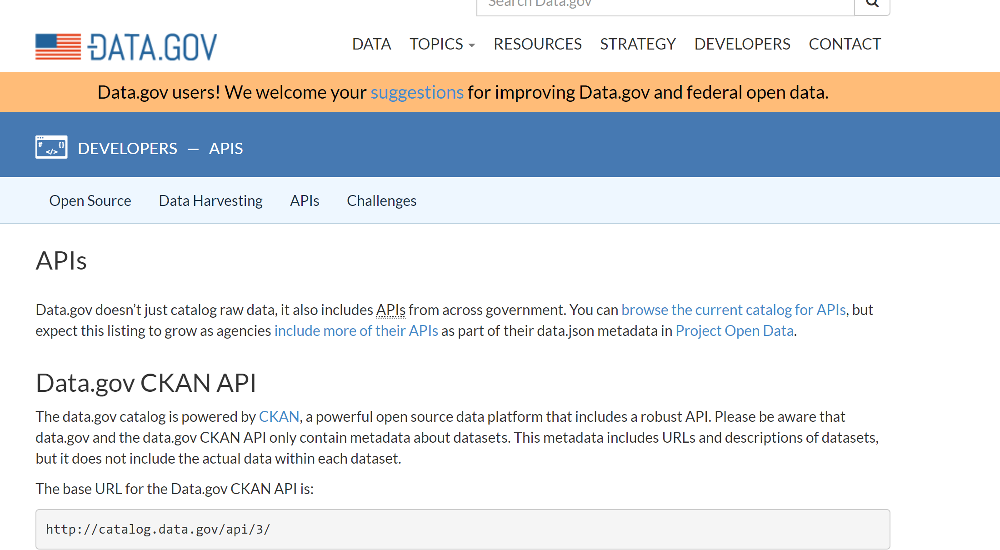 Search Data.gov
DATA.GOV
DATA TOPICS RESOURCES STRATEGY DEVELOPERS CONTACT
Data.gov users! We welcome your suggestions for improving Data.gov and federal open data.
# {} </>
DEVELOPERS — APIS
Open Source Data Harvesting APIs Challenges
APIs
Data.gov doesn’t just catalog raw data, it also includes APIs from across government. You can browse the current catalog for APIs, but
expect this listing to grow as agencies include more of their APIs as part of their data.json metadata in Project Open Data.
Data.gov CKAN API
The data.gov catalog is powered by CKAN, a powerful open source data platform that includes a robust API. Please be aware that
data.gov and the data.gov CKAN API only contain metadata about datasets. This metadata includes URLs and descriptions of datasets,
but it does not include the actual data within each dataset.
The base URL for the Data.gov CKAN API is:
http://catalog.data.gov/api/3/